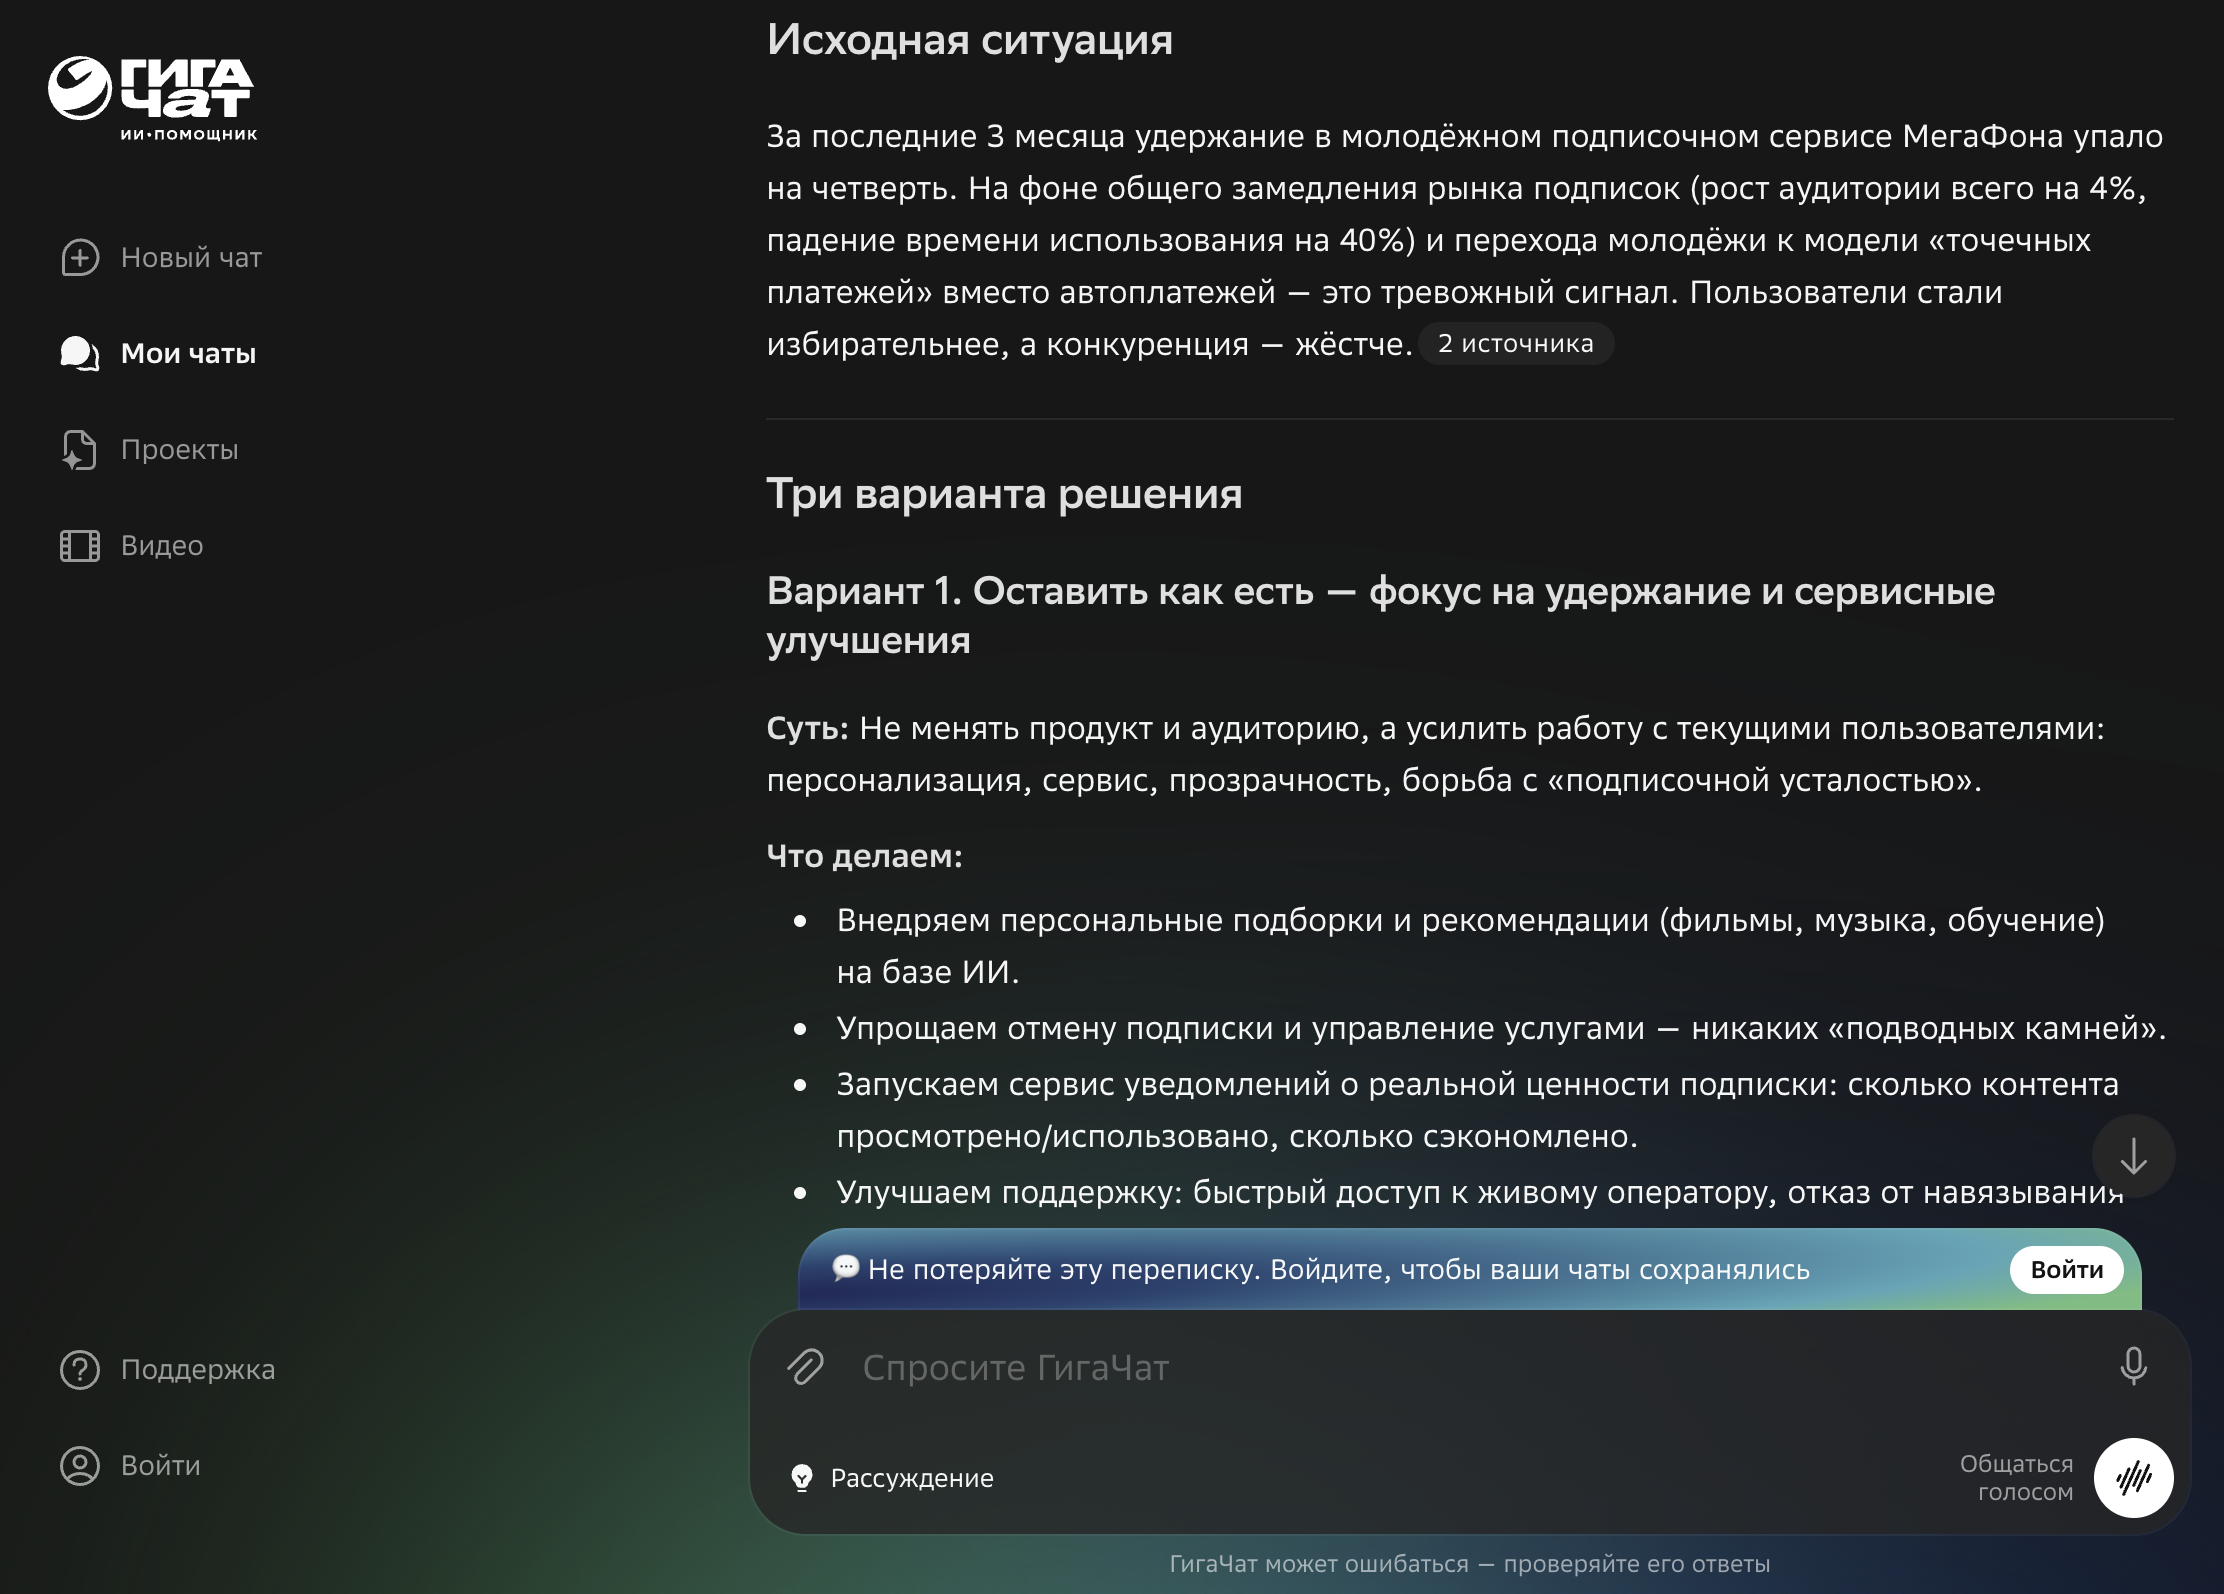 ГИГА
Чат
ИИ•ПОМОЩНИК
Новый чат
Мои чаты
Проекты
Видео
Поддержка
Войти
Исходная ситуация
За последние 3 месяца удержание в молодёжном подписочном сервисе МегаФона упало
на четверть. На фоне общего замедления рынка подписок (рост аудитории всего на 4%,
падение времени использования на 40%) и перехода молодёжи к модели «точечных
платежей» вместо автоплатежей — это тревожный сигнал. Пользователи стали
избирательнее, а конкуренция — жёстче. 2 источника
Три варианта решения
Вариант 1. Оставить как есть — фокус на удержание и сервисные
улучшения
Суть: Не менять продукт и аудиторию, а усилить работу с текущими пользователями:
персонализация, сервис, прозрачность, борьба с «подписочной усталостью».
Что делаем:
Внедряем персональные подборки и рекомендации (фильмы, музыка, обучение)
на базе ИИ.
Упрощаем отмену подписки и управление услугами — никаких «подводных камней».
Запускаем сервис уведомлений о реальной ценности подписки: сколько контента
просмотрено/использовано, сколько сэкономлено.
Улучшаем поддержку: быстрый доступ к живому оператору, отказ от навязывания
Не потеряйте эту переписку. Войдите, чтобы ваши чаты сохранялись
Войти
Спросите ГигаЧат
Рассуждение
Общаться
голосом
ГигаЧат может ошибаться — проверяйте его ответы